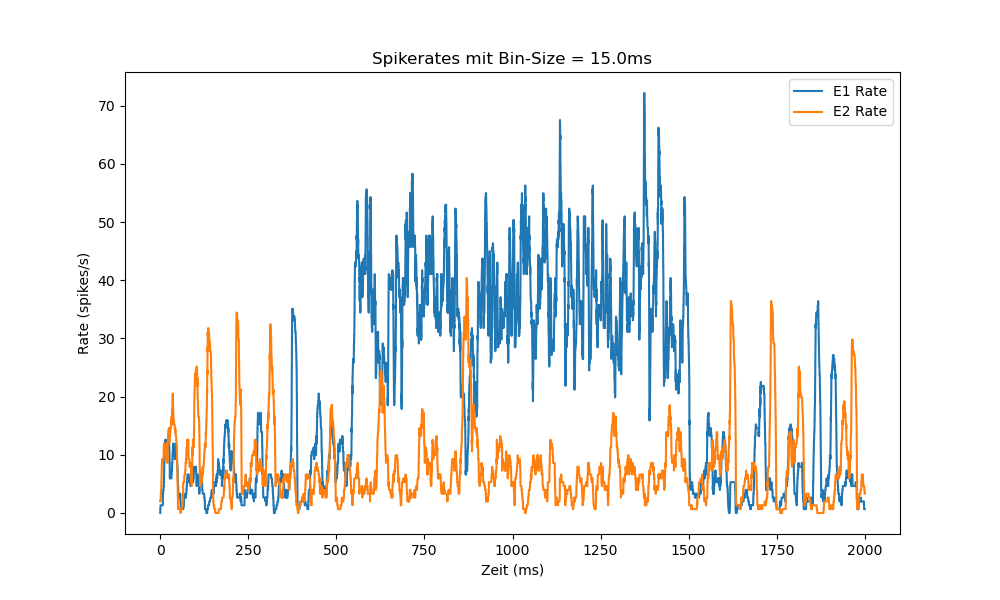 Spikerates mit Bin-Size = 15.0ms
E1 Rate
E2 Rate
Rate (spikes/s)
70
60
50
40
30
20
10
0
0 250 500 750 1000 1250 1500 1750 2000
Zeit (ms)